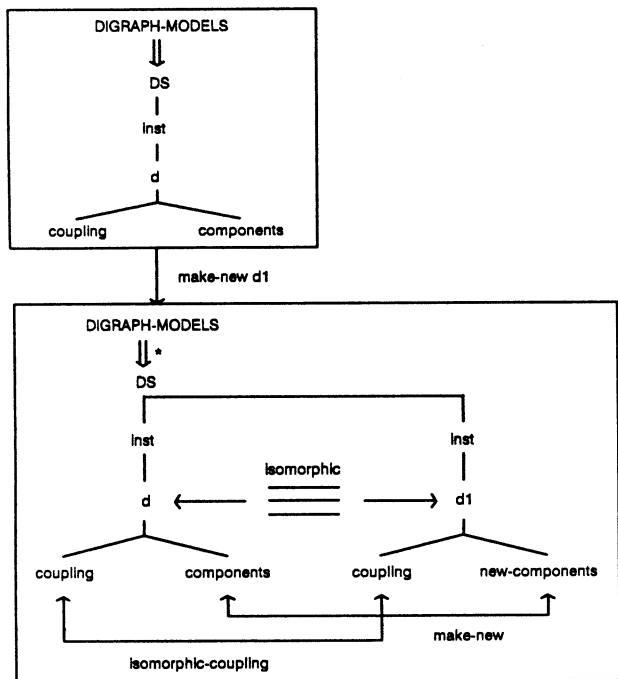 DIGRAPH-MODELS
DS
inst
d
coupling components
make-new d1
DIGRAPH-MODELS
*
DS
inst inst
isomorphic
d d1
coupling components coupling new-components
make-new
isomorphic-coupling